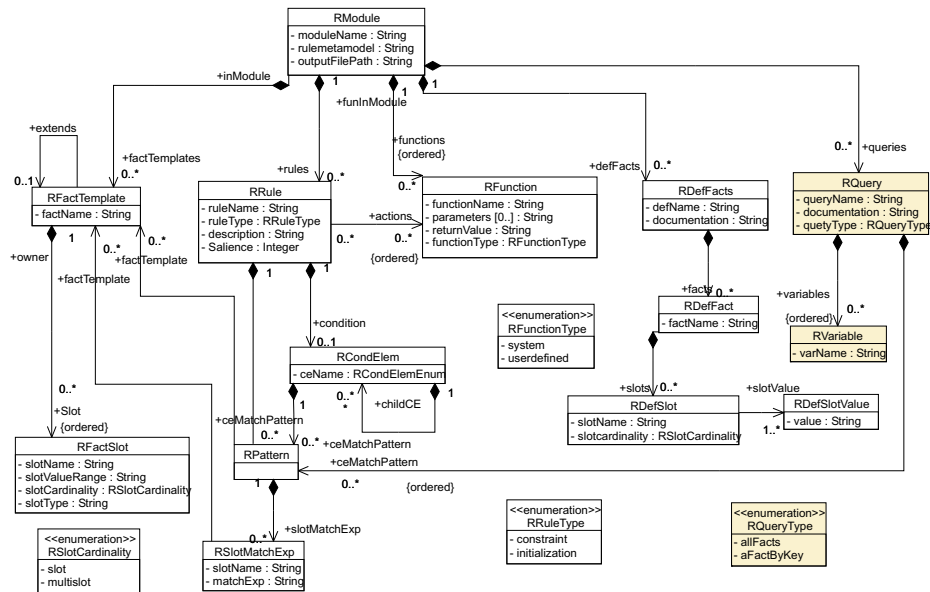 RModule
- moduleName : String
- rulemetamodel : String
- outputFilePath : String
+inModule
1
+funInModule
1
1
+extends
0..1
+factTemplates
0..*
+rules
0..*
+functions
{ordered}
0..*
+defFacts
0..*
0..*
+queries
RFactTemplate
- factName : String
RRule
- ruleName : String
- ruleType : RRuleType
- description : String
- Salience : Integer
RFunction
- functionName : String
- parameters [0..] : String
- returnValue : String
- functionType : RFunctionType
RDefFacts
- defName : String
- documentation : String
RQuery
- queryName : String
- documentation : String
- quetyType : RQueryType
+actions
0..*
0..*
{ordered}
+owner
1
0..*
0..*
+factTemplate
+factTemplate
1
1
+condition
0..1
+facts
0..*
RDefFact
- factName : String
+variables
0..*
{ordered}
RVariable
- varName : String
<<enumeration>>
RFunctionType
- system
- userdefined
RCondElem
- ceName : RCondElemEnum
1
0..*
*
+childCE
1
+slots
0..*
RDefSlot
- slotName : String
- slotcardinality : RSlotCardinality
+slotValue
1..*
RDefSlotValue
- value : String
0..*
+Slot
{ordered}
RFactSlot
- slotName : String
- slotValueRange : String
- slotCardinality : RSlotCardinality
- slotType : String
+ceMatchPattern
0..*
0..*
+ceMatchPattern
RPattern
1
+ceMatchPattern
0..*
{ordered}
+slotMatchExp
0..*
RSlotMatchExp
- slotName : String
- matchExp : String
<<enumeration>>
RSlotCardinality
- slot
- multislot
<<enumeration>>
RRuleType
- constraint
- initialization
<<enumeration>>
RQueryType
- allFacts
- aFactByKey